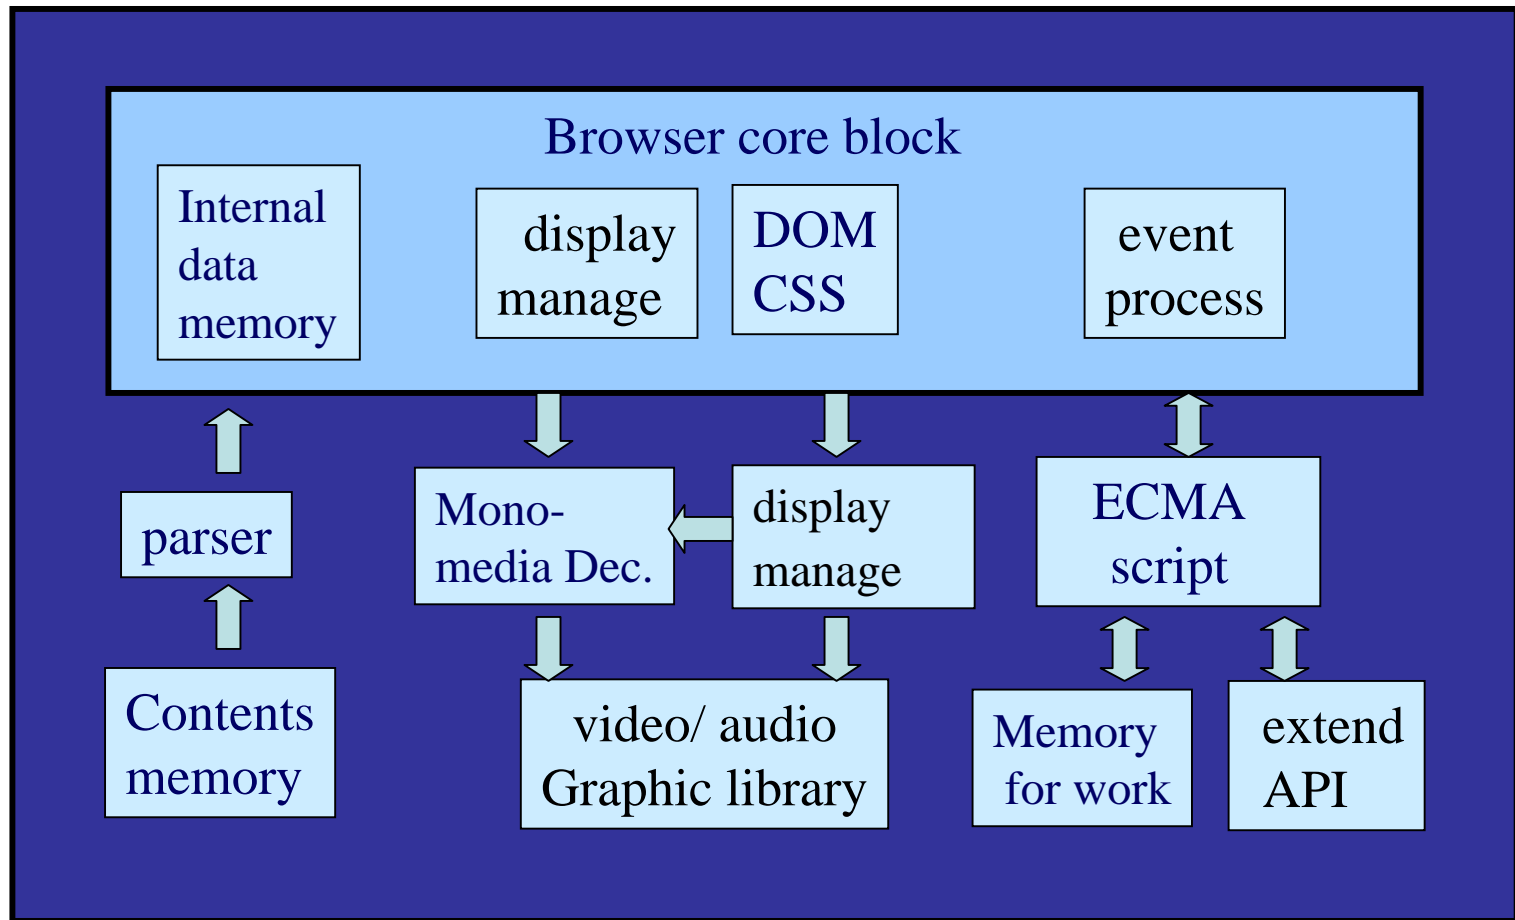 Browser core block
Internal
data
memory
display
manage
DOM
CSS
event
process
parser
Mono-
media Dec.
display
manage
ECMA
script
Contents
memory
video/ audio
Graphic library
Memory
for work
extend
API